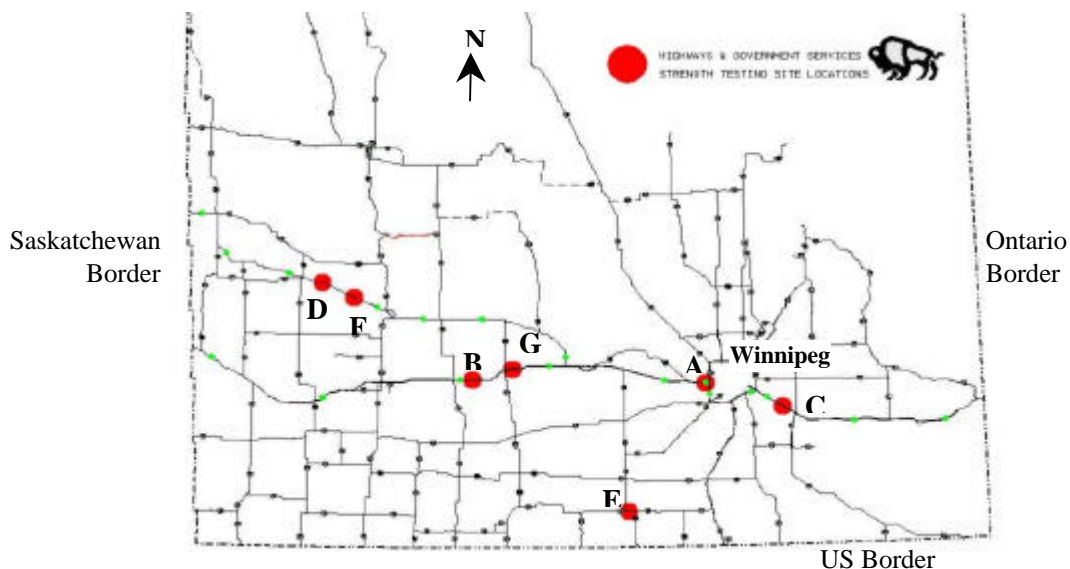 N
HIGHWAYS & GOVERNMENT SERVICES
STRENGTH TESTING SITE LOCATIONS
Saskatchewan
Border
Ontario
Border
D
F
B
G
A
Winnipeg
C
E
US Border